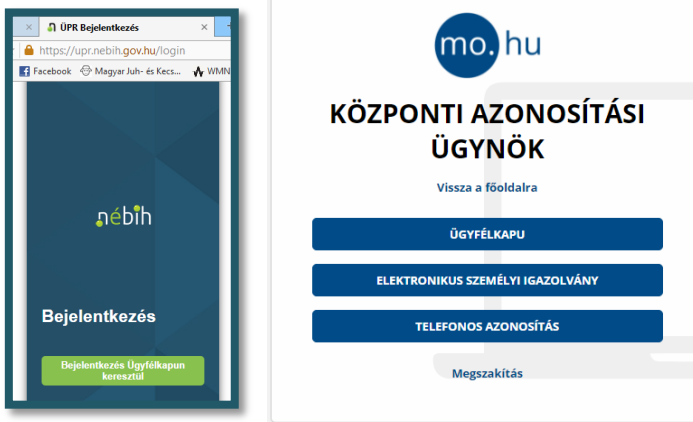 ÜPR Bejelentkezés
https://upr.nebih.gov.hu/login
Facebook Magyar Juh- és Kecs... WMN
nébih
Bejelentkezés
Bejelentkezés Ügyfélkapun
keresztül
mo.hu
KÖZPONTI AZONOSÍTÁSI
ÜGYNÖK
Vissza a főoldalra
ÜGYFÉLKAPU
ELEKTRONIKUS SZEMÉLYI IGAZOLVÁNY
TELEFONOS AZONOSÍTÁS
Megszakítás